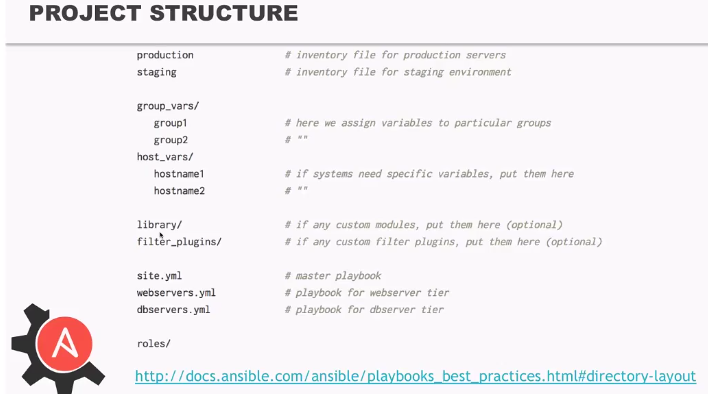 PROJECT STRUCTURE
production # inventory file for production servers
staging # inventory file for staging environment
group_vars/
group1 # here we assign variables to particular groups
group2 # ""
host_vars/
hostname1 # if systems need specific variables, put them here
hostname2 # ""
library/ # if any custom modules, put them here (optional)
filter_plugins/ # if any custom filter plugins, put them here (optional)
site.yml # master playbook
webservers.yml # playbook for webserver tier
dbservers.yml # playbook for dbserver tier
roles/
http://docs.ansible.com/ansible/playbooks_best_practices.html#directory-layout